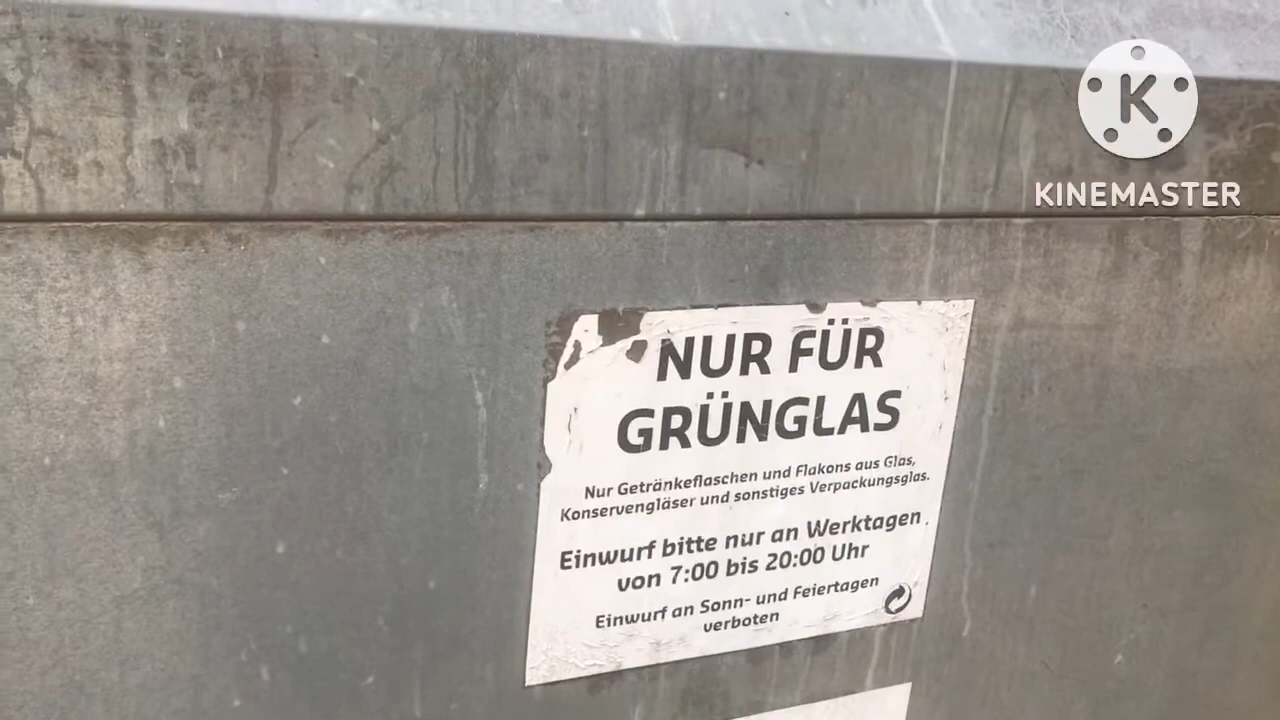 K
KINEMASTER
NUR FÜR
GRÜNGLAS
Nur Getränkeflaschen und Flakons aus Glas,
Konservengläser und sonstiges Verpackungsglas.
Einwurf bitte nur an Werktagen
von 7:00 bis 20:00 Uhr
Einwurf an Sonn- und Feiertagen
verboten